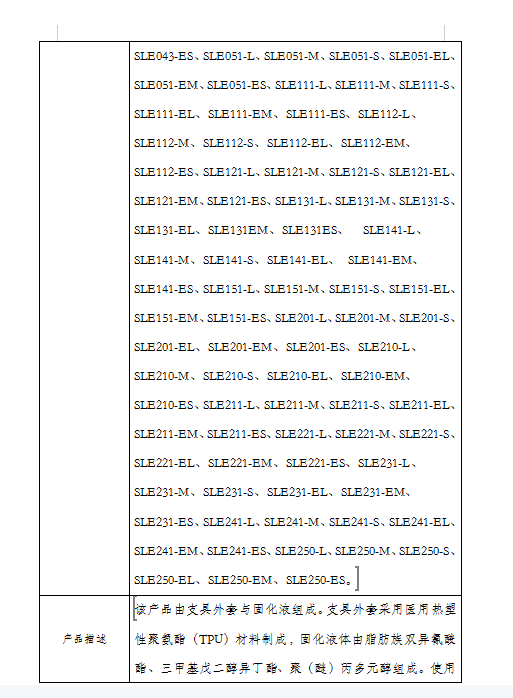 SLE043-ES、SLE051-L、SLE051-M、SLE051-S、SLE051-EL、
SLE051-EM、SLE051-ES、SLE111-L、SLE111-M、SLE111-S、
SLE111-EL、SLE111-EM、SLE111-ES、SLE112-L、
SLE112-M、SLE112-S、SLE112-EL、SLE112-EM、
SLE112-ES、SLE121-L、SLE121-M、SLE121-S、SLE121-EL、
SLE121-EM、SLE121-ES、SLE131-L、SLE131-M、SLE131-S、
SLE131-EL、SLE131EM、SLE131ES、 SLE141-L、
SLE141-M、SLE141-S、SLE141-EL、 SLE141-EM、
SLE141-ES、SLE151-L、SLE151-M、SLE151-S、SLE151-EL、
SLE151-EM、SLE151-ES、SLE201-L、SLE201-M、SLE201-S、
SLE201-EL、SLE201-EM、SLE201-ES、SLE210-L、
SLE210-M、SLE210-S、SLE210-EL、SLE210-EM、
SLE210-ES、SLE211-L、SLE211-M、SLE211-S、SLE211-EL、
SLE211-EM、SLE211-ES、SLE221-L、SLE221-M、SLE221-S、
SLE221-EL、SLE221-EM、SLE221-ES、SLE231-L、
SLE231-M、SLE231-S、SLE231-EL、SLE231-EM、
SLE231-ES、SLE241-L、SLE241-M、SLE241-S、SLE241-EL、
SLE241-EM、SLE241-ES、SLE250-L、SLE250-M、SLE250-S、
SLE250-EL、SLE250-EM、SLE250-ES。
产品描述
该产品由支具外套与固化液组成。支具外套采用医用热塑
性聚氨酯（TPU）材料制成，固化液体由脂肪族双异氰酸
酯、三甲基戊二醇异丁酯、聚（醚）丙多元醇组成。使用